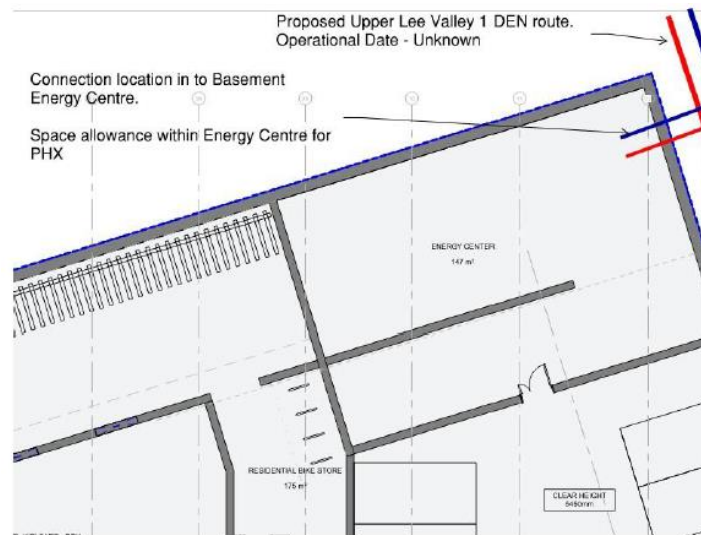 Proposed Upper Lee Valley 1 DEN route.
Operational Date - Unknown
Connection location in to Basement
Energy Centre.
Space allowance within Energy Centre for
PHX
ENERGY CENTER
147 m²
RESIDENTIAL BIKE STORE
175 m²
CLEAR HEIGHT
5450mm